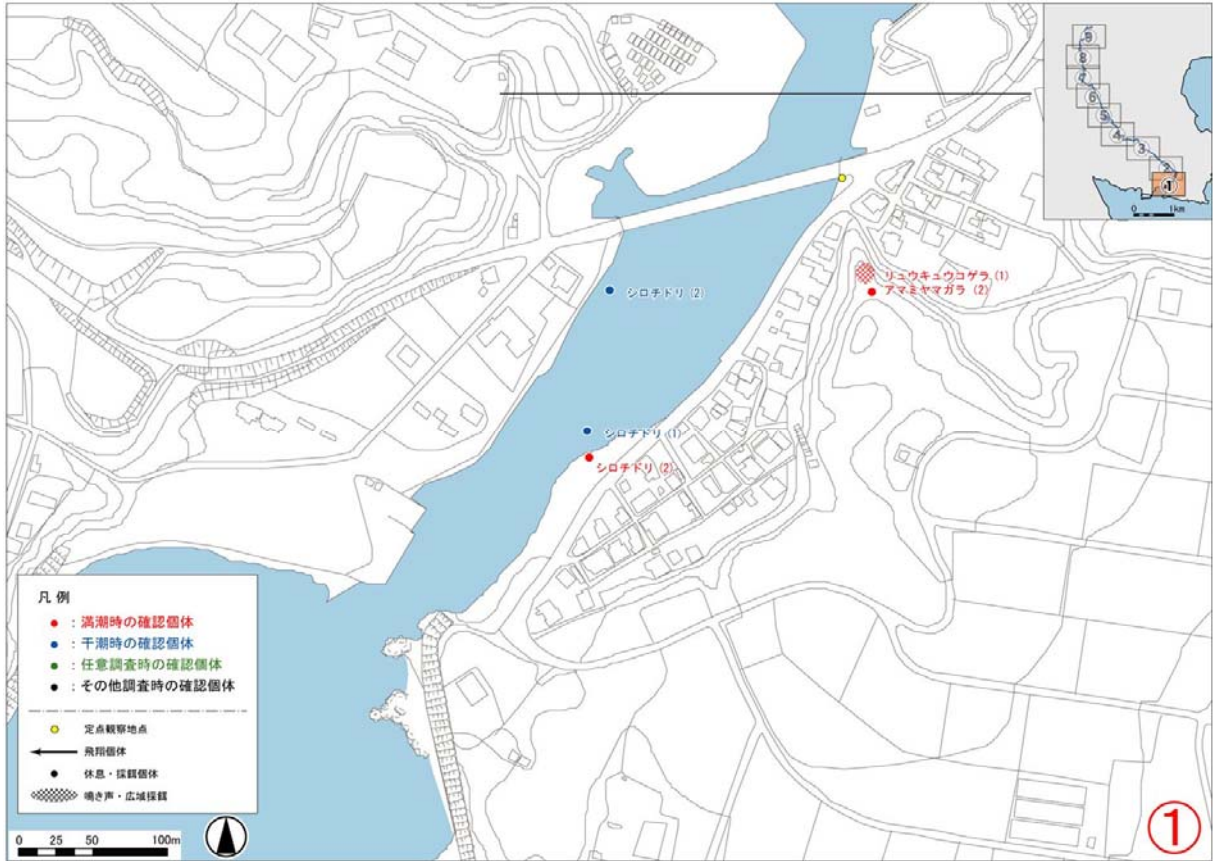 9
8
7
6
5
4
3
2
1
0 1km
リュウキュウコゲラ (1)
アマミヤマガラ (2)
シロチドリ (2)
シロチドリ (1)
シロチドリ (2)
凡 例
● : 満潮時の確認個体
● : 干潮時の確認個体
● : 任意調査時の確認個体
● : その他調査時の確認個体
定点観察地点
飛翔個体
休息・採餌個体
鳴き声・広域採餌
0 25 50 100m
①